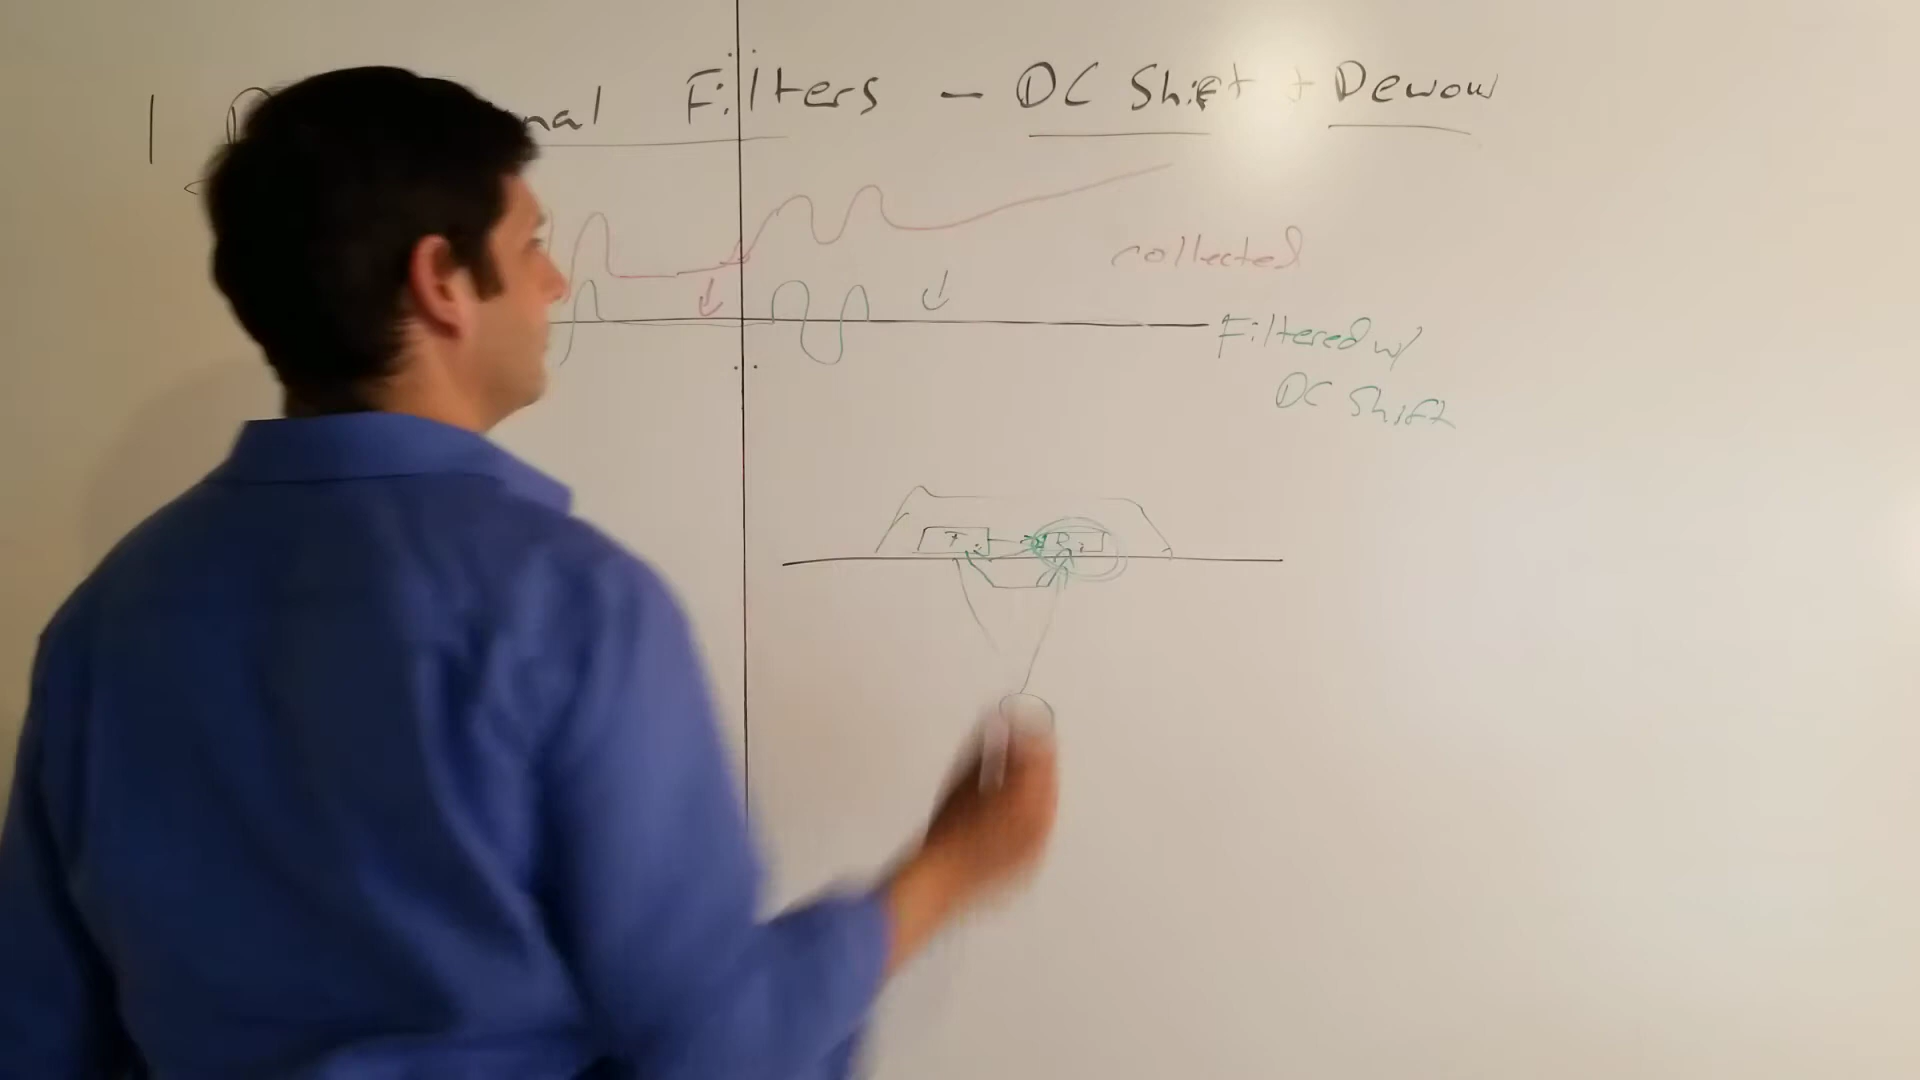 Filters - DC Shift + Dewow
collected
Filtered w/
DC Shift